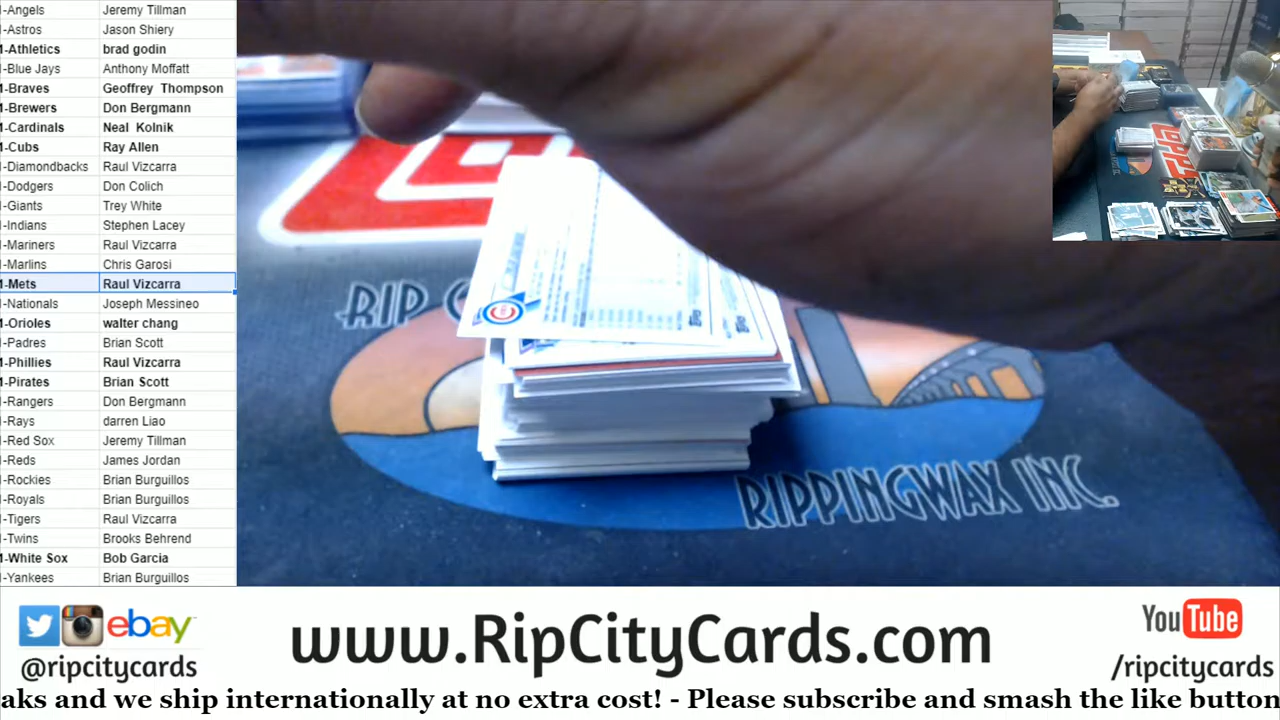 -Angels Jeremy Tillman
-Astros Jason Shiery
-Athletics brad godin
-Blue Jays Anthony Moffatt
-Braves Geoffrey Thompson
-Brewers Don Bergmann
-Cardinals Neal Kolnik
-Cubs Ray Allen
-Diamondbacks Raul Vizcarra
-Dodgers Don Colich
-Giants Trey White
-Indians Stephen Lacey
-Mariners Raul Vizcarra
-Marlins Chris Garosi
-Mets Raul Vizcarra
-Nationals Joseph Messineo
-Orioles walter chang
-Padres Brian Scott
-Phillies Raul Vizcarra
-Pirates Brian Scott
-Rangers Don Bergmann
-Rays darren Liao
-Red Sox Jeremy Tillman
-Reds James Jordan
-Rockies Brian Burguillos
-Royals Brian Burguillos
-Tigers Raul Vizcarra
-Twins Brooks Behrend
-White Sox Bob Garcia
-Yankees Brian Burguillos
RIP
RIPPINGWAX INC.
topps
topps
ebay
@ripcitycards
www.RipCityCards.com
YouTube
/ripcitycards
aks and we ship internationally at no extra cost! - Please subscribe and smash the like button